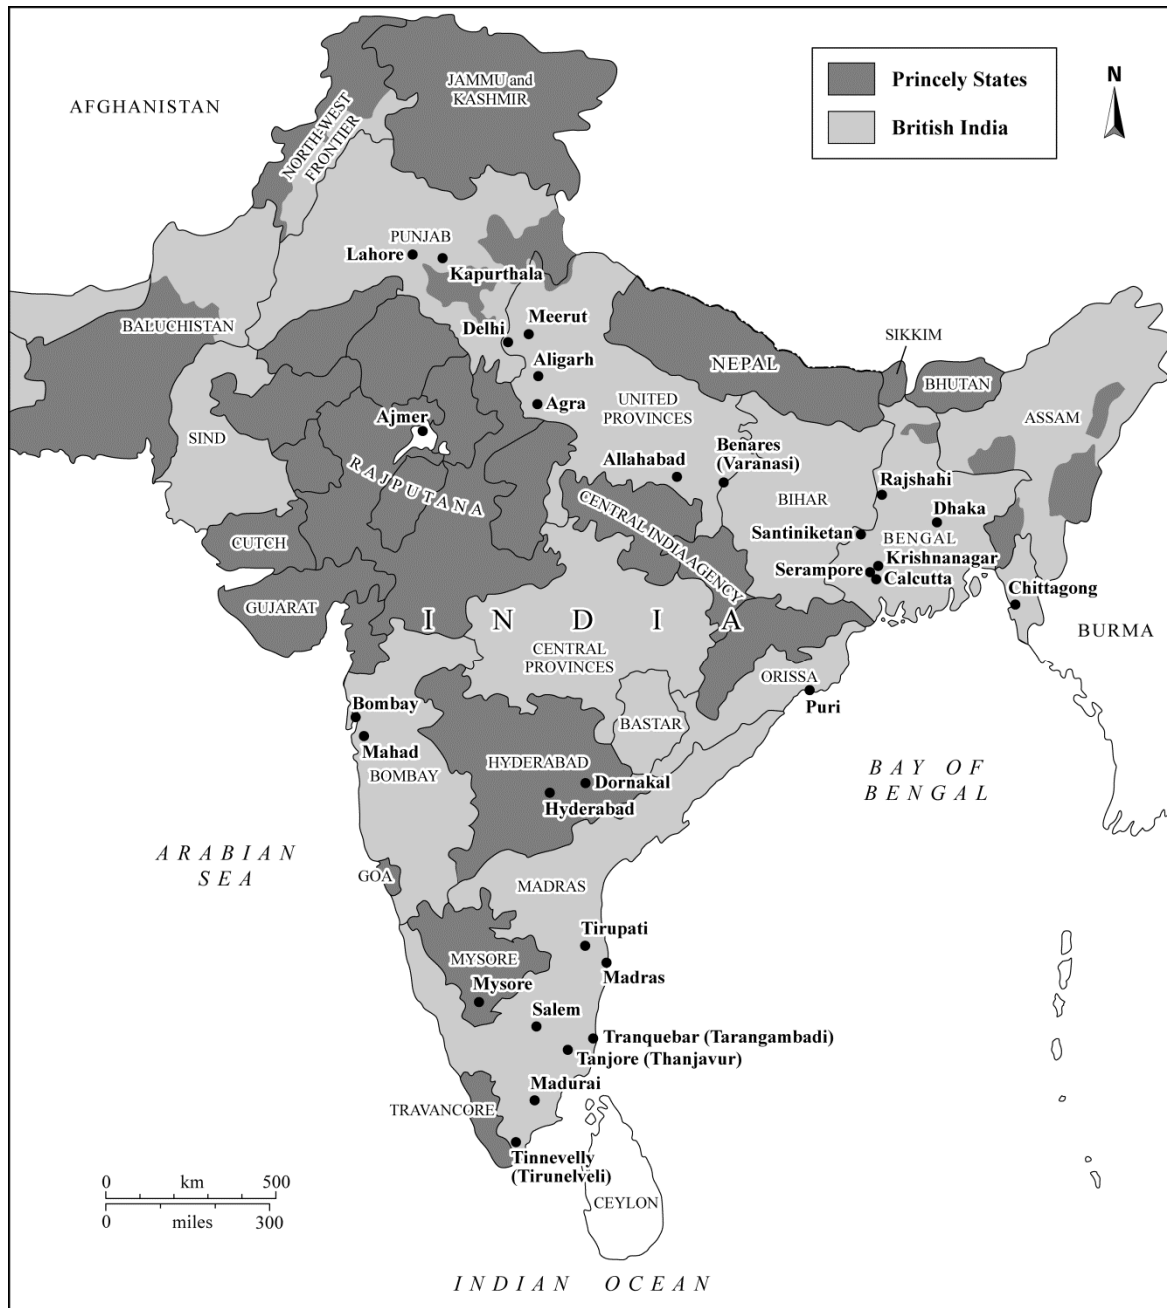 Princely States
British India
N
AFGHANISTAN
JAMMU and
KASHMIR
NORTH-WEST
FRONTIER
PUNJAB
Lahore
Kapurthala
BALUCHISTAN
Delhi
Meerut
Aligarh
Agra
NEPAL
SIKKIM
BHUTAN
UNITED
PROVINCES
ASSAM
SIND
Ajmer
RAJPUTANA
Allahabad
Benares
(Varanasi)
BIHAR
Rajshahi
Dhaka
CENTRAL INDIA AGENCY
Santiniketan
BENGAL
Krishnanagar
Serampore
Calcutta
CUTCH
Chittagong
GUJARAT
INDIA
BURMA
CENTRAL
PROVINCES
ORISSA
Puri
Bombay
BASTAR
Mahad
BOMBAY
HYDERABAD
Dornakal
Hyderabad
BAY OF
BENGAL
ARABIAN
SEA
GOA
MADRAS
Tirupati
MYSORE
Madras
Mysore
Salem
Tranquebar (Tarangambadi)
Tanjore (Thanjavur)
Madurai
TRAVANCORE
Tinnevelly
(Tirunelveli)
CEYLON
0 km 500
0 miles 300
INDIAN OCEAN